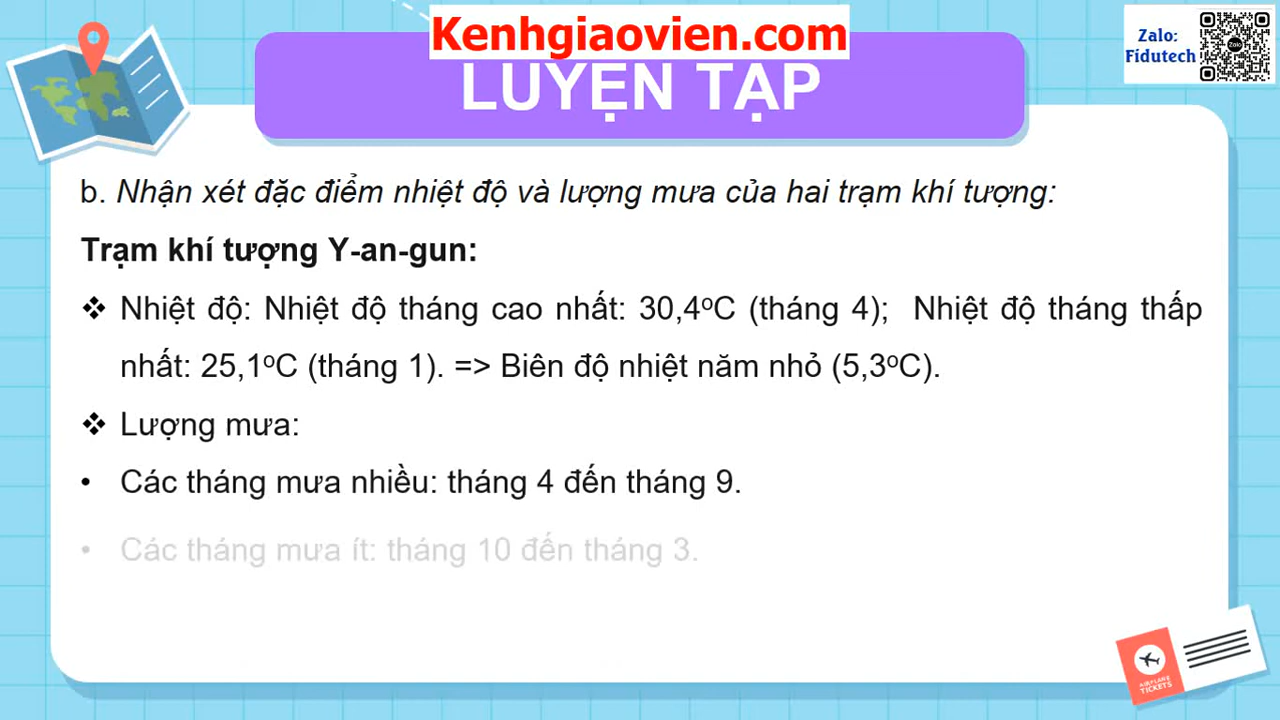 Kenhgiaovien.com
Zalo:
Fidutech
Zalo
LUYỆN TẬP
b. Nhận xét đặc điểm nhiệt độ và lượng mưa của hai trạm khí tượng:
Trạm khí tượng Y-an-gun:
❖ Nhiệt độ: Nhiệt độ tháng cao nhất: 30,4ºC (tháng 4); Nhiệt độ tháng thấp
nhất: 25,1ºC (tháng 1). => Biên độ nhiệt năm nhỏ (5,3ºC).
❖ Lượng mưa:
• Các tháng mưa nhiều: tháng 4 đến tháng 9.
• Các tháng mưa ít: tháng 10 đến tháng 3.
AIRPLANE
TICKETS